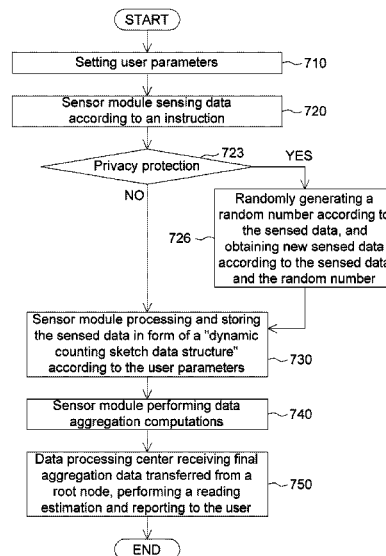 START
Setting user parameters
710
Sensor module sensing data
according to an instruction
720
723
Privacy protection
YES
NO
Randomly generating a
random number according to
the sensed data, and
obtaining new sensed data
according to the sensed data
and the random number
726
Sensor module processing and storing
the sensed data in form of a "dynamic
counting sketch data structure"
according to the user parameters
730
Sensor module performing data
aggregation computations
740
Data processing center receiving final
aggregation data transferred from a
root node, performing a reading
estimation and reporting to the user
750
END